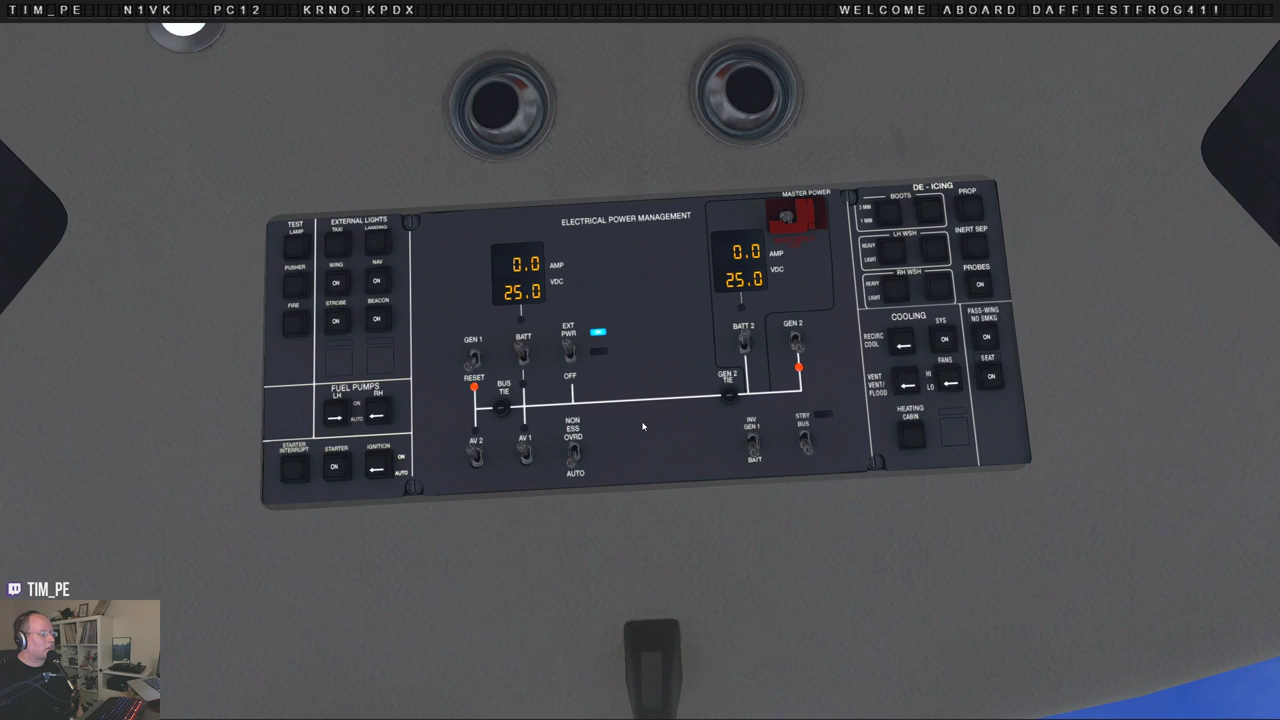 TIM_PE N1VK PC12 KRNO-KPDX WELCOME ABOARD DAFFIESTFROG41!
TEST
LAMP
PUSHER
FIRE
EXTERNAL LIGHTS
TAXI
LANDING
WING
NAV
ON
ON
STROBE
BEACON
ON
ON
FUEL PUMPS
LH
RH
ON
AUTO
STARTER INTERRUPT
STARTER
ON
IGNITION
ON
AUTO
ELECTRICAL POWER MANAGEMENT
MASTER POWER
0.0 AMP
25.0 VDC
0.0 AMP
25.0 VDC
GEN 1
RESET
BATT
EXT
PWR
OFF
ON
BATT 2
GEN 2
BUS
TIE
GEN 2
TIE
AV 2
AV 1
NON
ESS
OVRD
AUTO
INV
GEN 1
BATT
STBY
BUS
DE - ICING
BOOTS
3 MIN
1 MIN
PROP
LH WSH
HEAVY
LIGHT
INERT SEP
RH WSH
HEAVY
LIGHT
PROBES
ON
COOLING
RECIRC
COOL
SYS
ON
PASS-WING
NO SMKG
ON
VENT
VENT/
FLOOD
FANS
HI
LO
SEAT
ON
HEATING
CABIN
TIM_PE